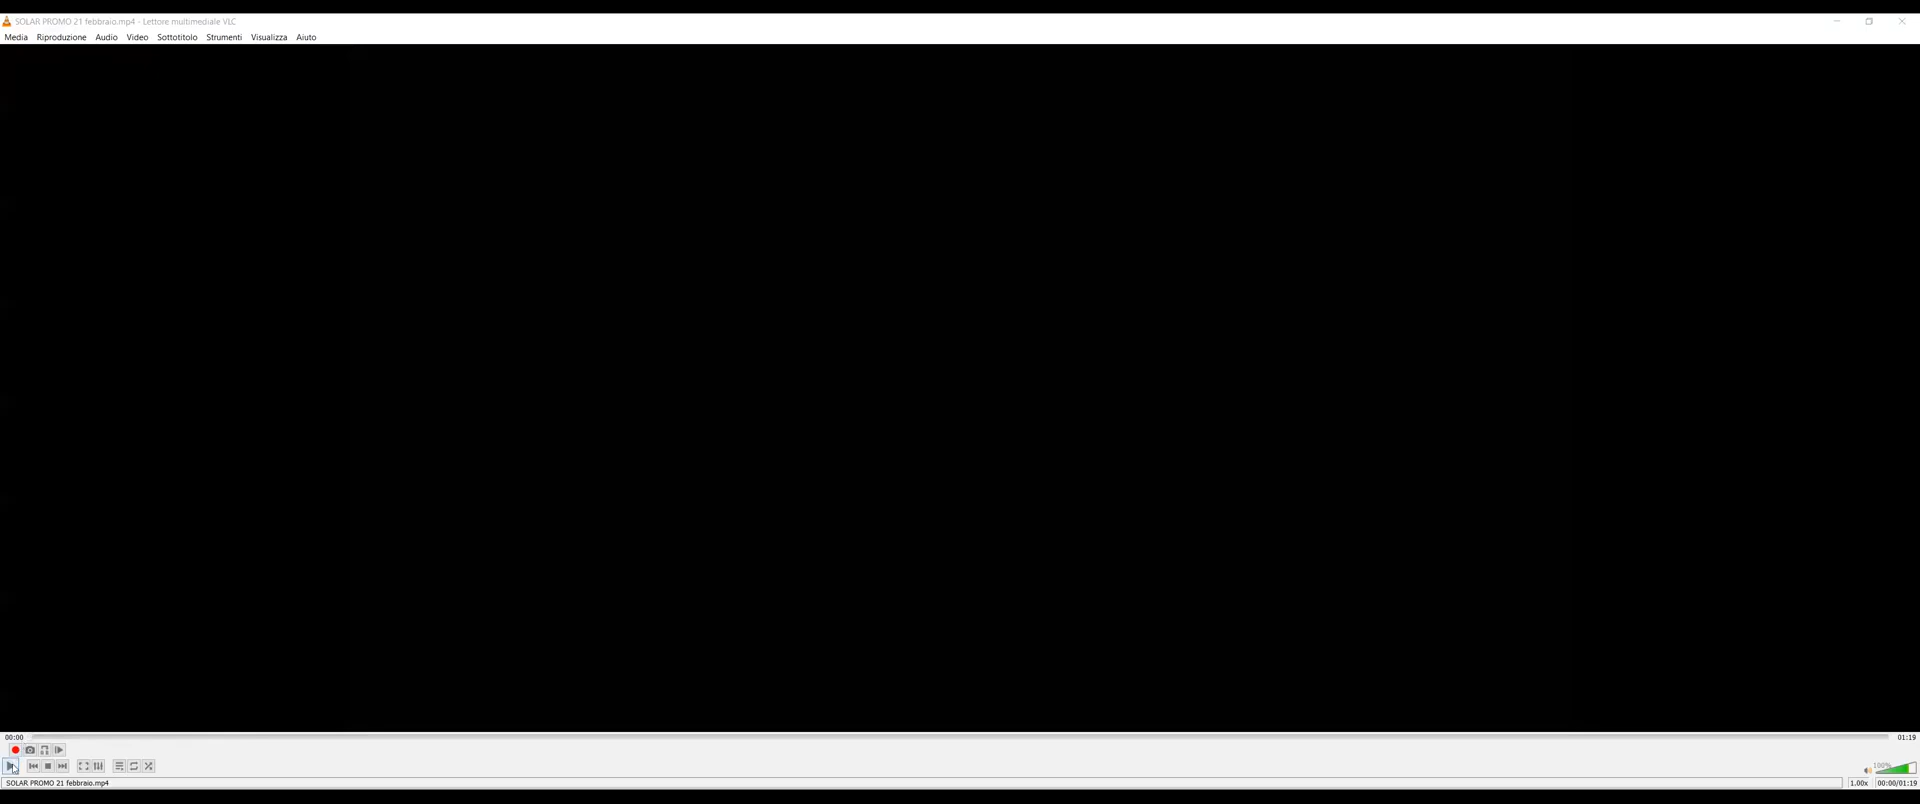 SOLAR PROMO 21 febbraio.mp4 - Lettore multimediale VLC
Media Riproduzione Audio Video Sottotitolo Strumenti Visualizza Aiuto
00:00 01:19
100%
SOLAR PROMO 21 febbraio.mp4 1.00x 00:00/01:19